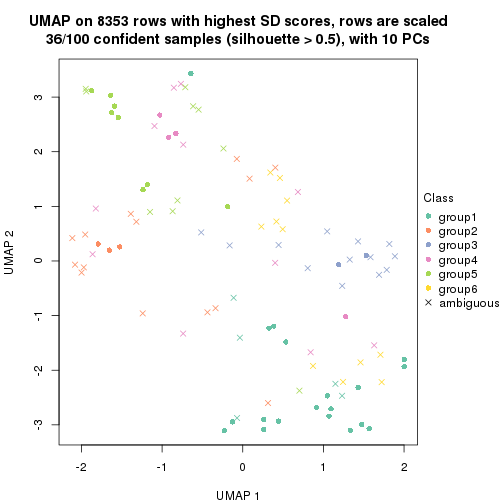 UMAP on 8353 rows with highest SD scores, rows are scaled
36/100 confident samples (silhouette > 0.5), with 10 PCs
3
2
1
0
-1
-2
-3
UMAP 2
-2
-1
0
1
2
UMAP 1
Class
group1
group2
group3
group4
group5
group6
ambiguous